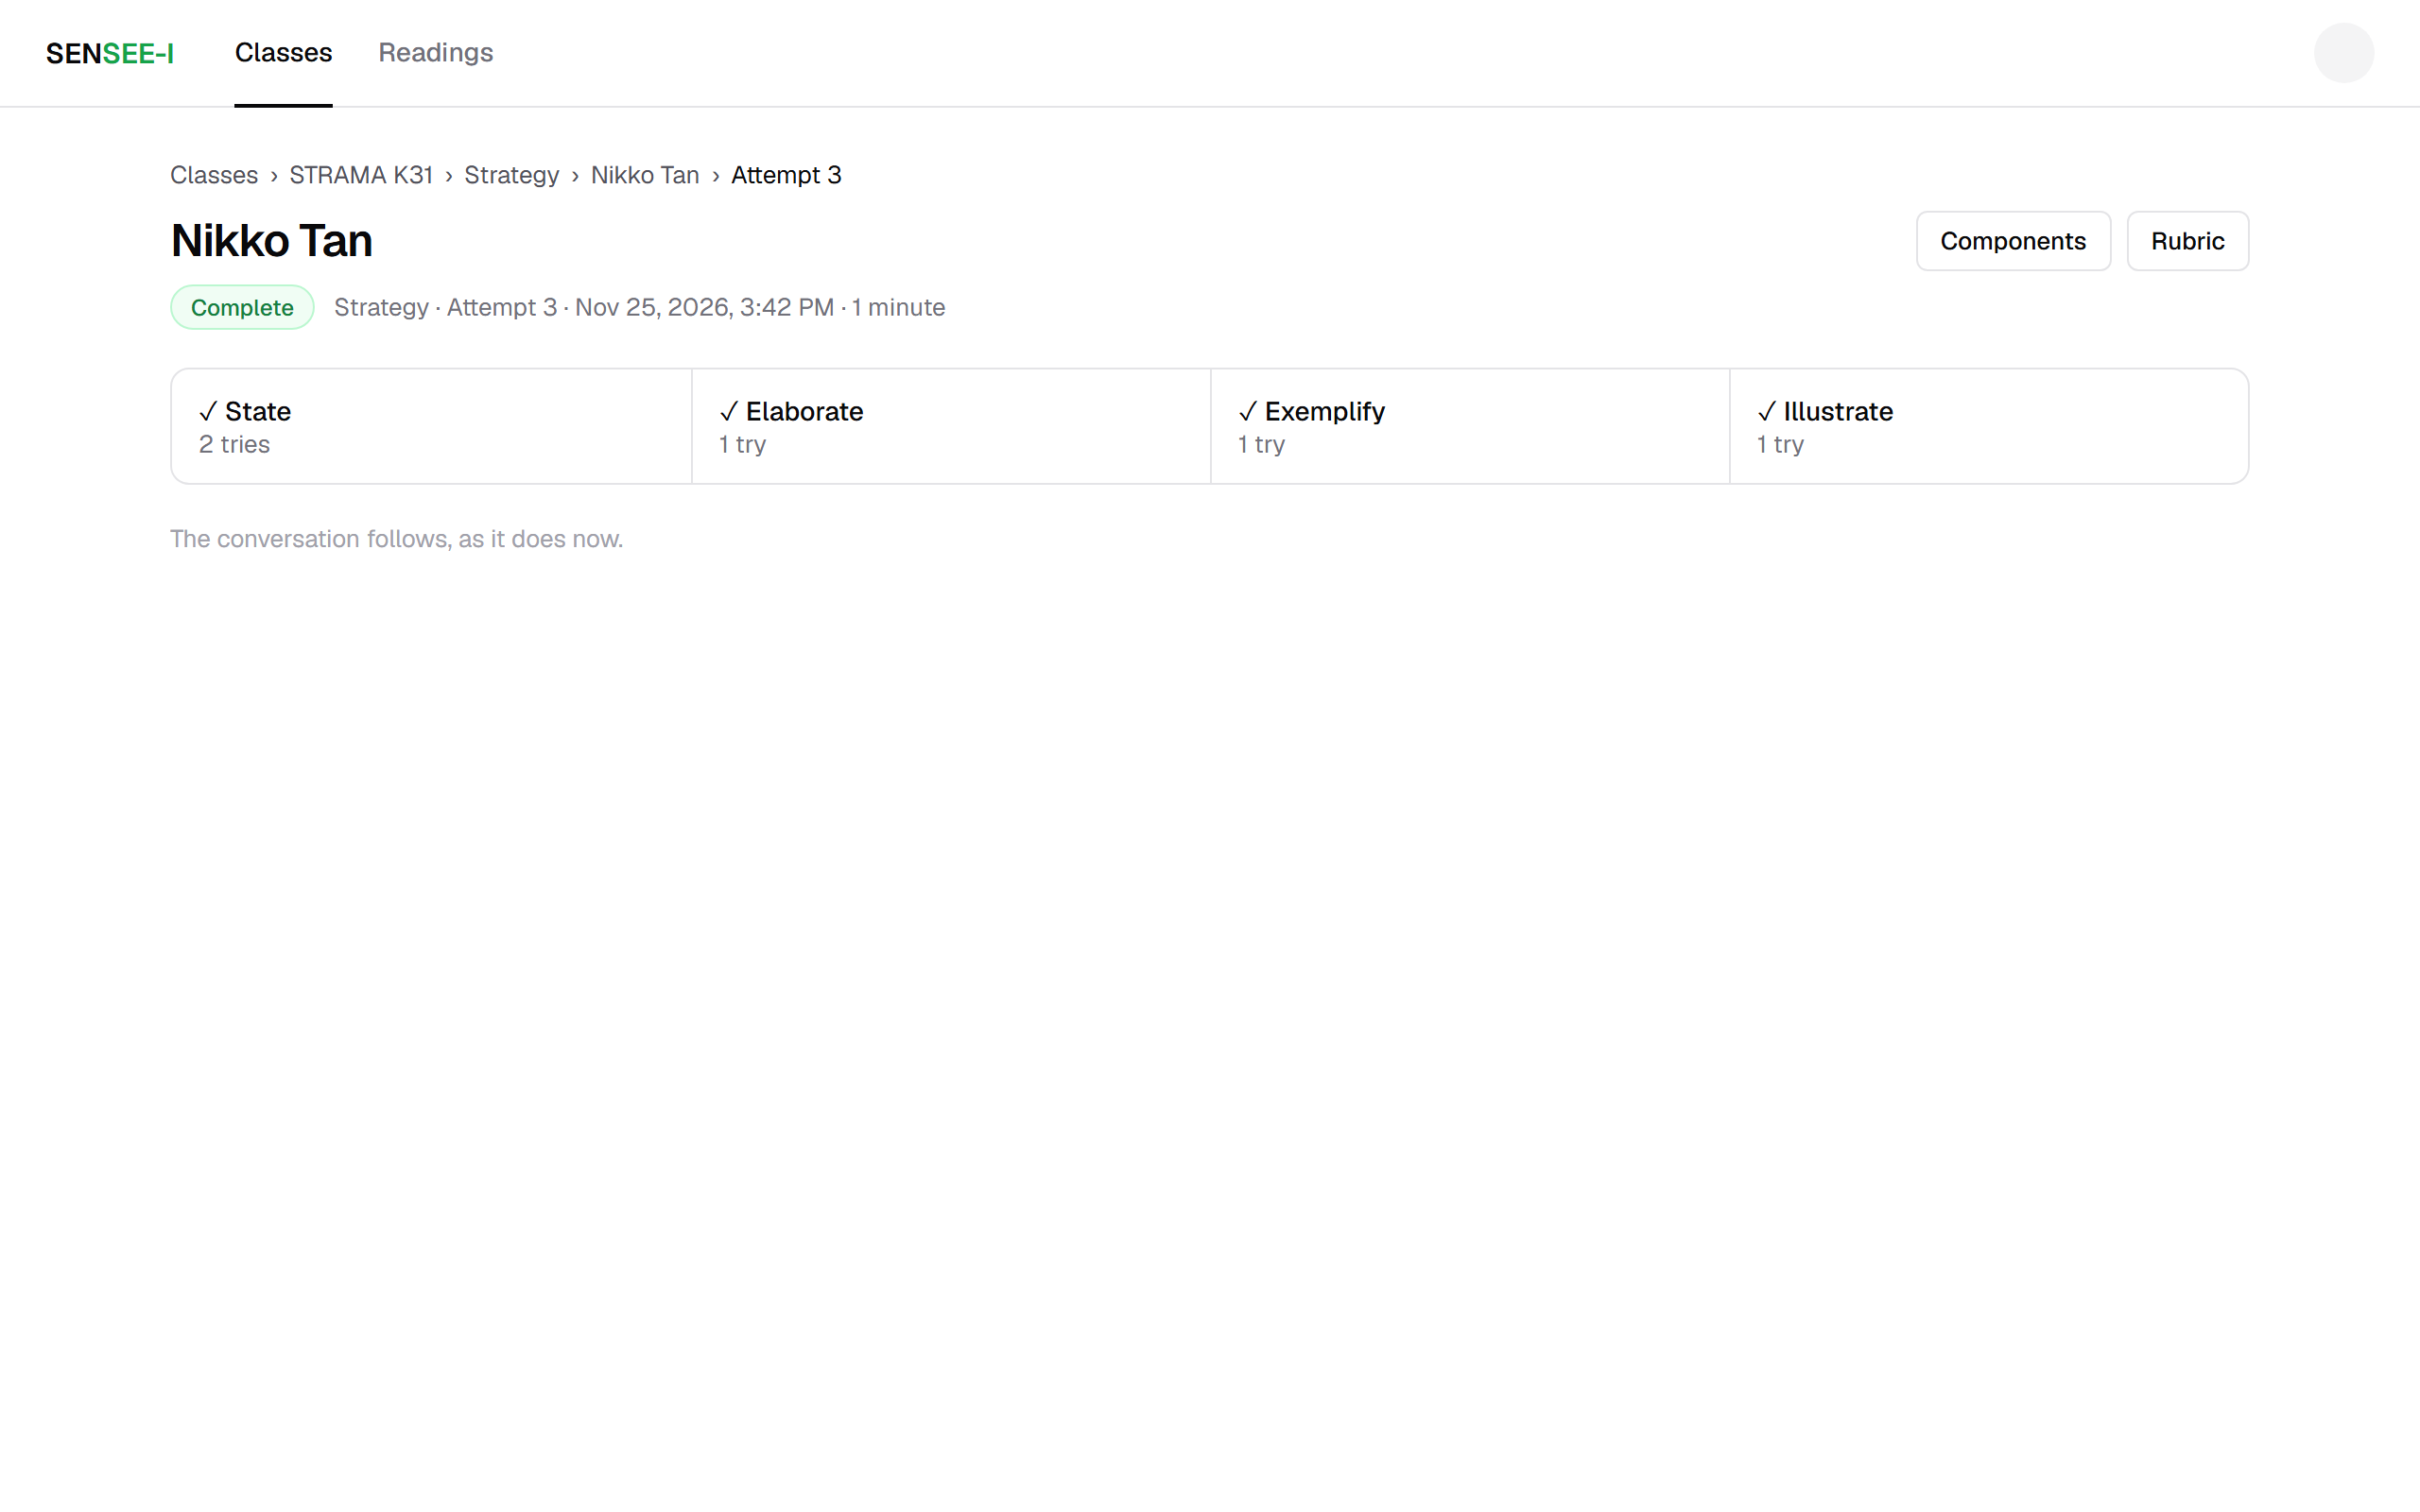 SENSEE-I Classes Readings
Classes › STRAMA K31 › Strategy › Nikko Tan › Attempt 3
Nikko Tan
Components Rubric
Complete Strategy · Attempt 3 · Nov 25, 2026, 3:42 PM · 1 minute
✓ State ✓ Elaborate ✓ Exemplify ✓ Illustrate
2 tries 1 try 1 try 1 try
The conversation follows, as it does now.